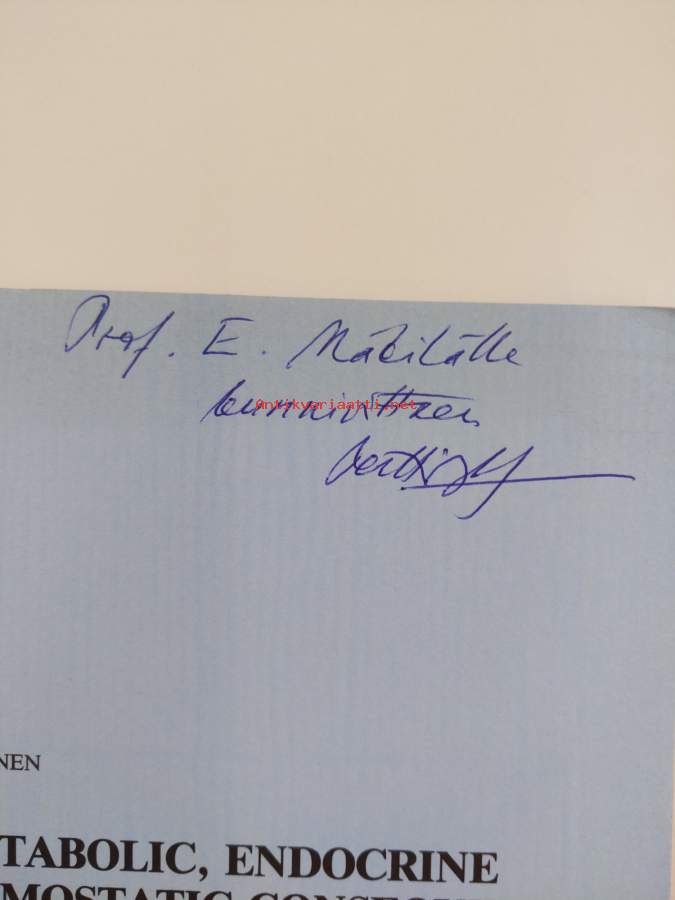 Prof. E. Mäkilälle
kunnioittaen
Antikvariaatti.net
NEN
TABOLIC, ENDOCRINE